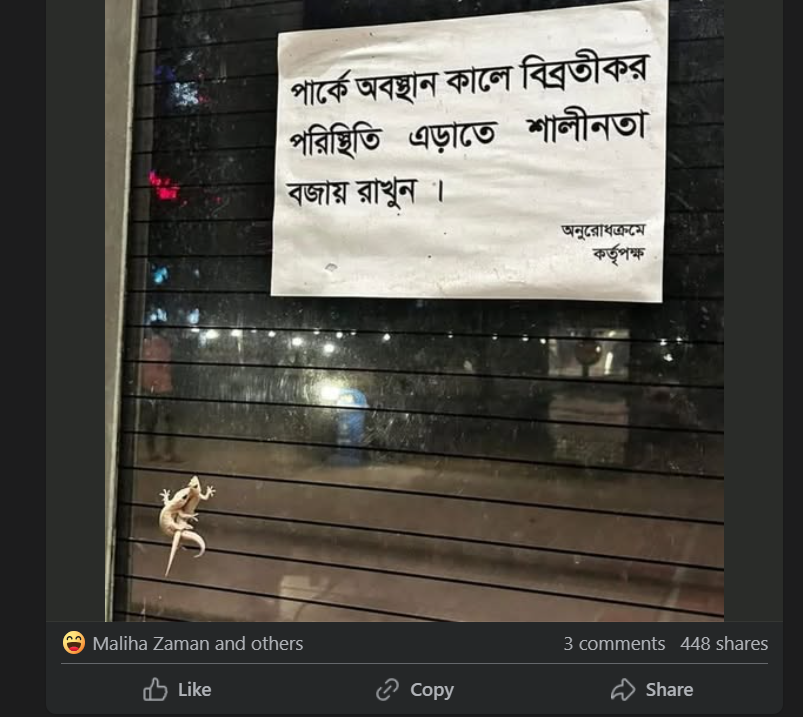 পার্কে অবস্থান কালে বিব্রতীকর
পরিস্থিতি এড়াতে শালীনতা
বজায় রাখুন ।
অনুরোধক্রমে
কর্তৃপক্ষ
Maliha Zaman and others
3 comments 448 shares
Like Copy Share